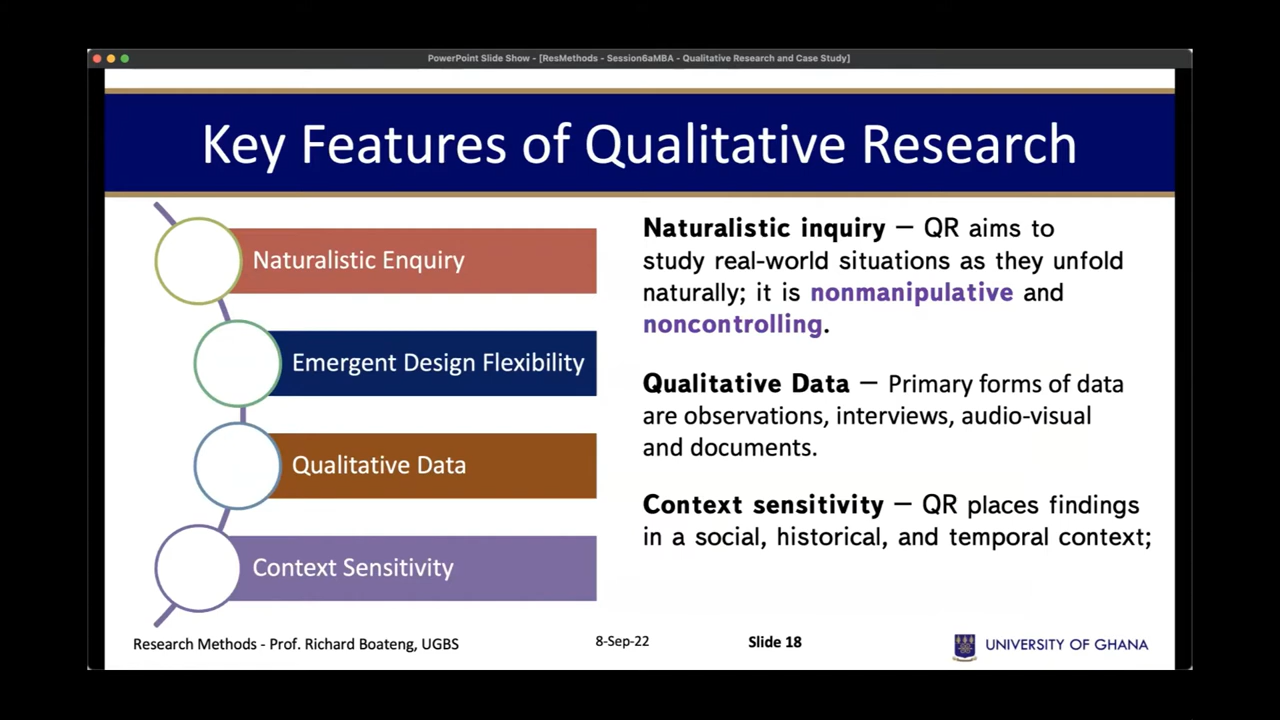 PowerPoint Slide Show - [ResMethods - Session6aMBA - Qualitative Research and Case Study]
Key Features of Qualitative Research
Naturalistic Enquiry
Emergent Design Flexibility
Qualitative Data
Context Sensitivity
Naturalistic inquiry – QR aims to
study real-world situations as they unfold
naturally; it is nonmanipulative and
noncontrolling.
Qualitative Data – Primary forms of data
are observations, interviews, audio-visual
and documents.
Context sensitivity – QR places findings
in a social, historical, and temporal context;
Research Methods - Prof. Richard Boateng, UGBS
8-Sep-22
Slide 18
UNIVERSITY OF GHANA